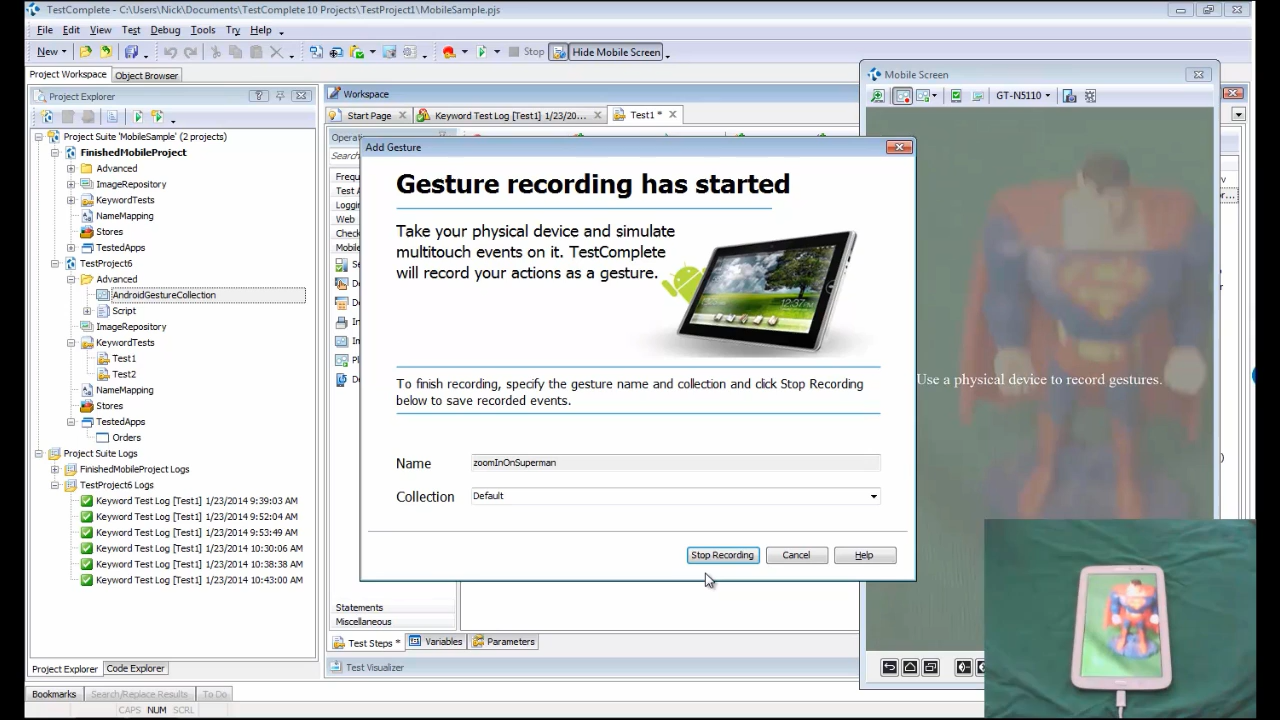 TestComplete - C:\Users\Nick\Documents\TestComplete 10 Projects\TestProject1\MobileSample.pjs
File Edit View Test Debug Tools Try Help
New Stop Hide Mobile Screen
Project Workspace Object Browser
Project Explorer
Project Suite 'MobileSample' (2 projects)
FinishedMobileProject
Advanced
ImageRepository
KeywordTests
NameMapping
Stores
TestedApps
TestProject6
Advanced
AndroidGestureCollection
Script
ImageRepository
KeywordTests
Test1
Test2
NameMapping
Stores
TestedApps
Orders
Project Suite Logs
FinishedMobileProject Logs
TestProject6 Logs
Keyword Test Log [Test1] 1/23/2014 9:39:03 AM
Keyword Test Log [Test1] 1/23/2014 9:52:04 AM
Keyword Test Log [Test1] 1/23/2014 9:53:49 AM
Keyword Test Log [Test1] 1/23/2014 10:30:06 AM
Keyword Test Log [Test1] 1/23/2014 10:38:38 AM
Keyword Test Log [Test1] 1/23/2014 10:43:00 AM
Project Explorer Code Explorer
Bookmarks Search/Replace Results To Do
CAPS NUM SCRL
Workspace
Start Page Keyword Test Log [Test1] 1/23/20... Test1 *
Web
Mobile
Statements
Miscellaneous
Test Steps * Variables Parameters
Test Visualizer
Add Gesture
Gesture recording has started
Take your physical device and simulate
multitouch events on it. TestComplete
will record your actions as a gesture.
12:37
To finish recording, specify the gesture name and collection and click Stop Recording
below to save recorded events.
Name zoomInOnSuperman
Collection Default
Stop Recording Cancel Help
Mobile Screen
GT-N5110
Use a physical device to record gestures.